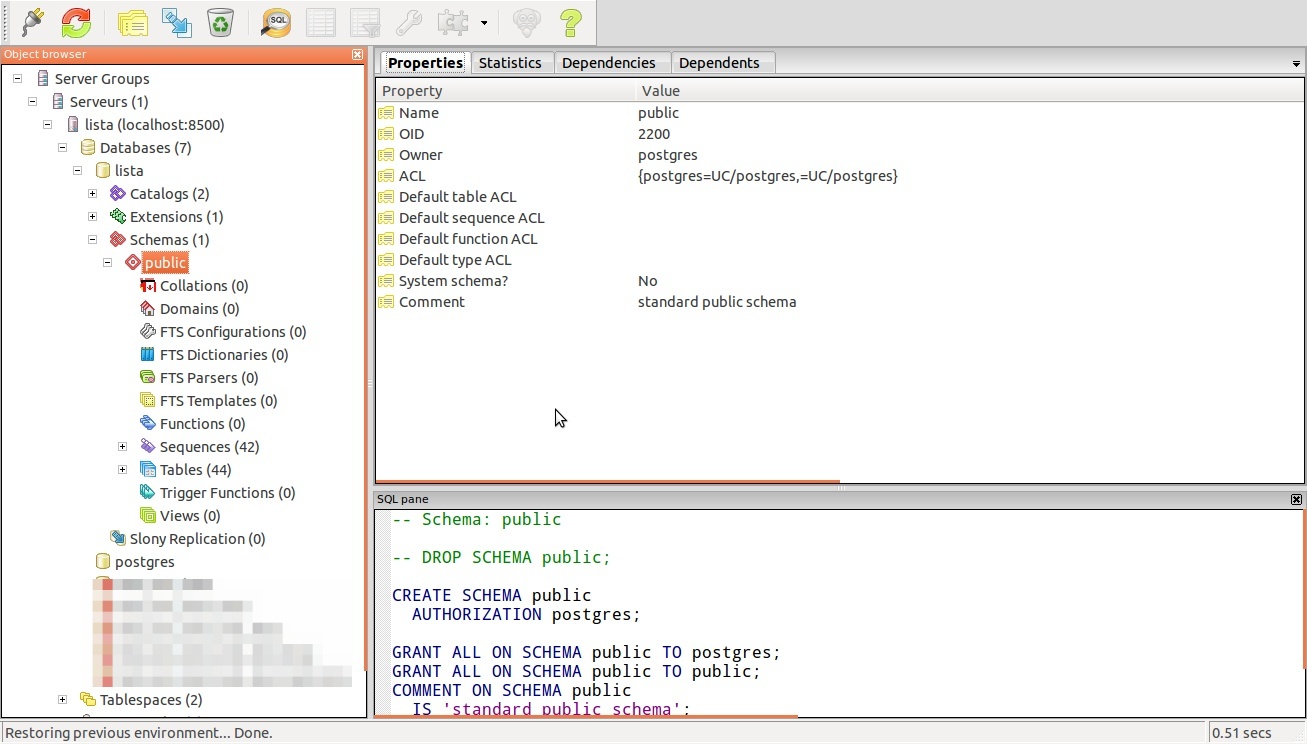 SQL
Object browser
Server Groups
Serveurs (1)
lista (localhost:8500)
Databases (7)
lista
Catalogs (2)
Extensions (1)
Schemas (1)
public
Collations (0)
Domains (0)
FTS Configurations (0)
FTS Dictionaries (0)
FTS Parsers (0)
FTS Templates (0)
Functions (0)
Sequences (42)
Tables (44)
Trigger Functions (0)
Views (0)
Slony Replication (0)
postgres
Tablespaces (2)
Properties Statistics Dependencies Dependents
Property Value
Name public
OID 2200
Owner postgres
ACL {postgres=UC/postgres,=UC/postgres}
Default table ACL
Default sequence ACL
Default function ACL
Default type ACL
System schema? No
Comment standard public schema
SQL pane
-- Schema: public
-- DROP SCHEMA public;
CREATE SCHEMA public
AUTHORIZATION postgres;
GRANT ALL ON SCHEMA public TO postgres;
GRANT ALL ON SCHEMA public TO public;
COMMENT ON SCHEMA public
IS 'standard public schema';
Restoring previous environment... Done.
0.51 secs